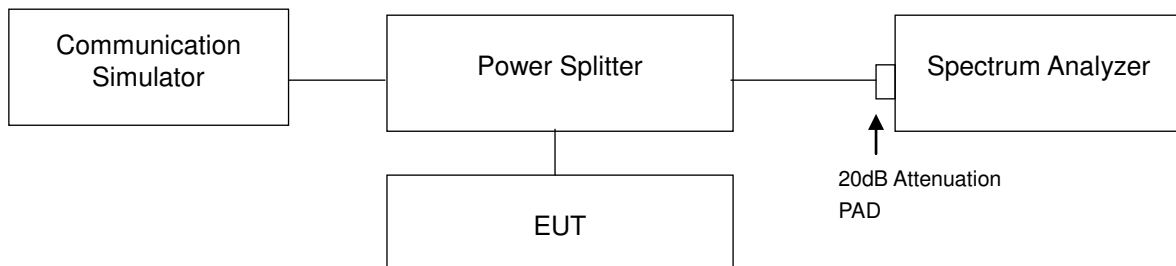 Communication
Simulator
Power Splitter
Spectrum Analyzer
20dB Attenuation
PAD
EUT